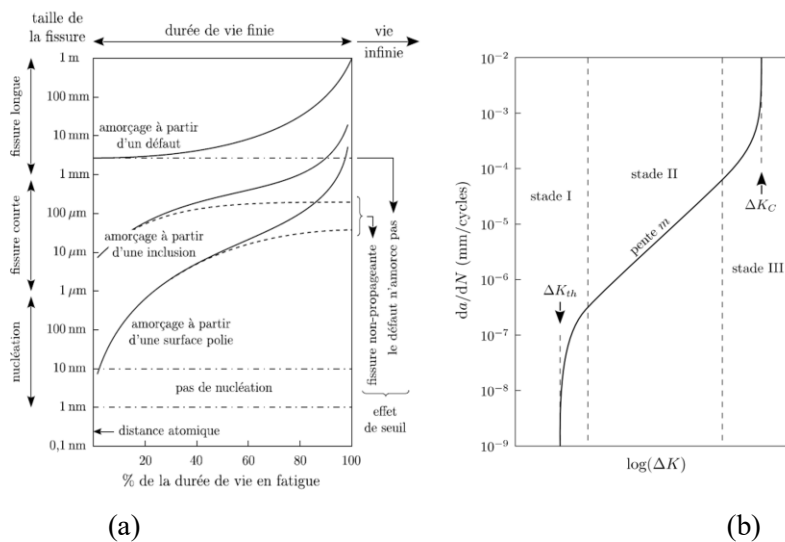 taille de
la fissure
durée de vie finie
vie
infinie
1 m
100 mm
10 mm
1 mm
100 μm
10 μm
1 μm
100 nm
10 nm
1 nm
0,1 nm
fissure longue
fissure courte
nucléation
amorçage à partir
d'un défaut
amorçage à partir
d'une inclusion
amorçage à partir
d'une surface polie
pas de nucléation
distance atomique
fissure non-propageante
le défaut n'amorce pas
effet
de seuil
20
40
60
80
100
% de la durée de vie en fatigue
(a)
da/dN (mm/cycles)
10⁻²
10⁻³
10⁻⁴
10⁻⁵
10⁻⁶
10⁻⁷
10⁻⁸
10⁻⁹
stade I
stade II
stade III
pente m
ΔK_th
ΔK_C
log(ΔK)
(b)